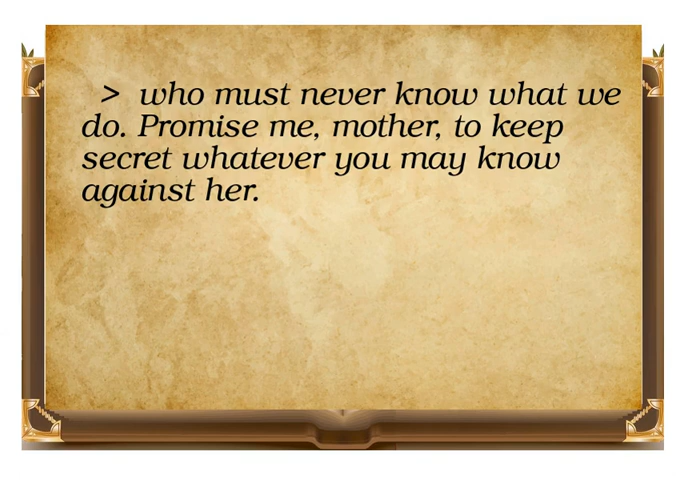 > who must never know what we
do. Promise me, mother, to keep
secret whatever you may know
against her.